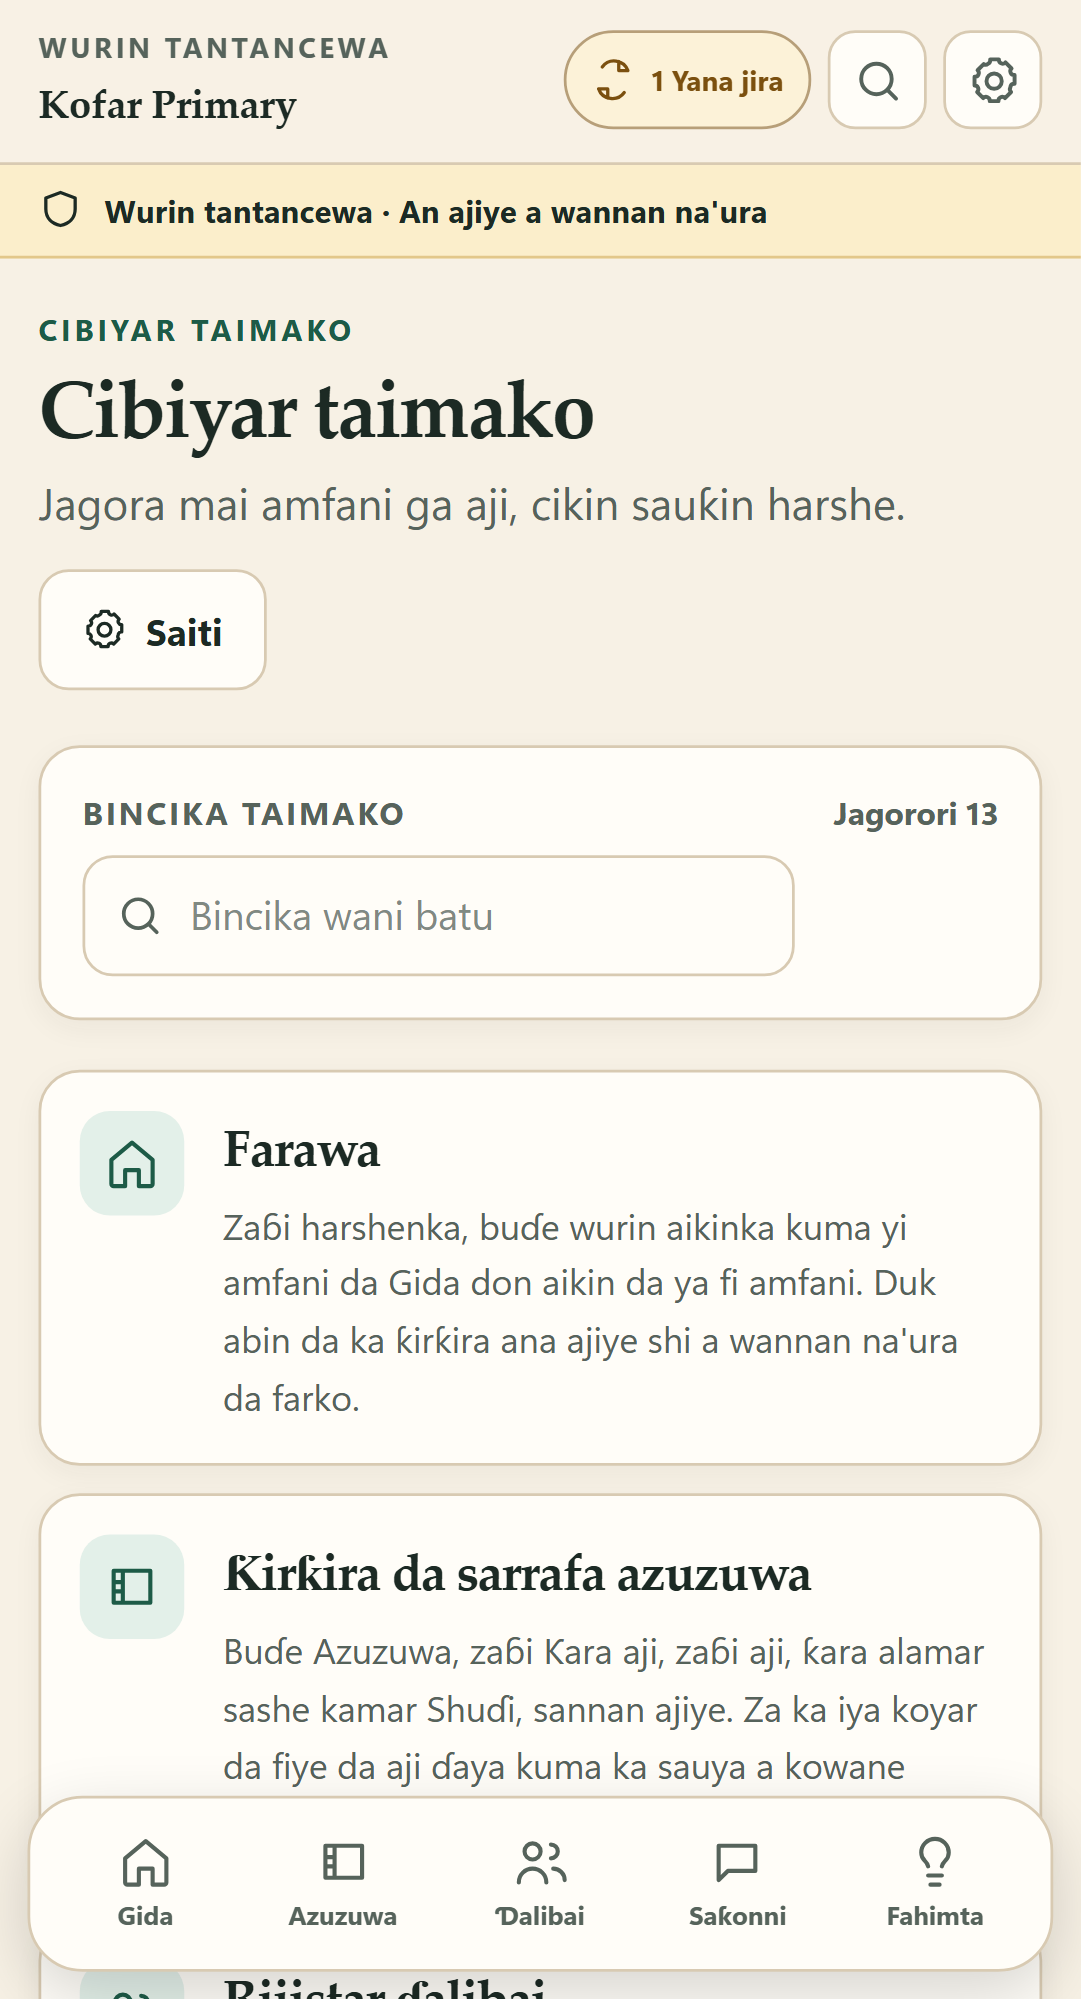 WURIN TANTANCEWA
Kofar Primary
1 Yana jira
Wurin tantancewa · An ajiye a wannan na'ura
CIBIYAR TAIMAKO
Cibiyar taimako
Jagora mai amfani ga aji, cikin sauƙin harshe.
Saiti
BINCIKA TAIMAKO
Jagorori 13
Bincika wani batu
Farawa
Zaɓi harshenka, buɗe wurin aikinka kuma yi
amfani da Gida don aikin da ya fi amfani. Duk
abin da ka ƙirƙira ana ajiye shi a wannan na'ura
da farko.
Ƙirƙira da sarrafa azuzuwa
Buɗe Azuzuwa, zaɓi Kara aji, zaɓi aji, ƙara alamar
sashe kamar Shuɗi, sannan ajiye. Za ka iya koyar
da fiye da aji ɗaya kuma ka sauya a kowane
Gida
Azuzuwa
Ɗalibai
Saƙonni
Fahimta
Rijistar ɗalibai